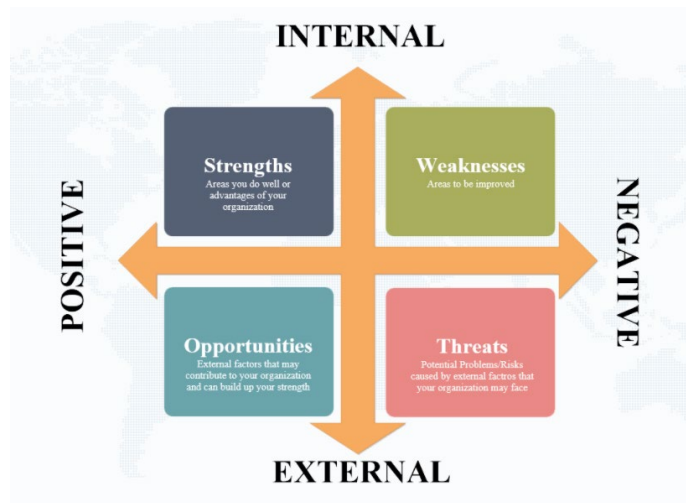 INTERNAL
Strengths
Areas you do well or
advantages of your
organization
Weaknesses
Areas to be improved
POSITIVE
NEGATIVE
Opportunities
External factors that may
contribute to your organization
and can build up your strength
Threats
Potential Problems/Risks
caused by external factros that
your organization may face
EXTERNAL